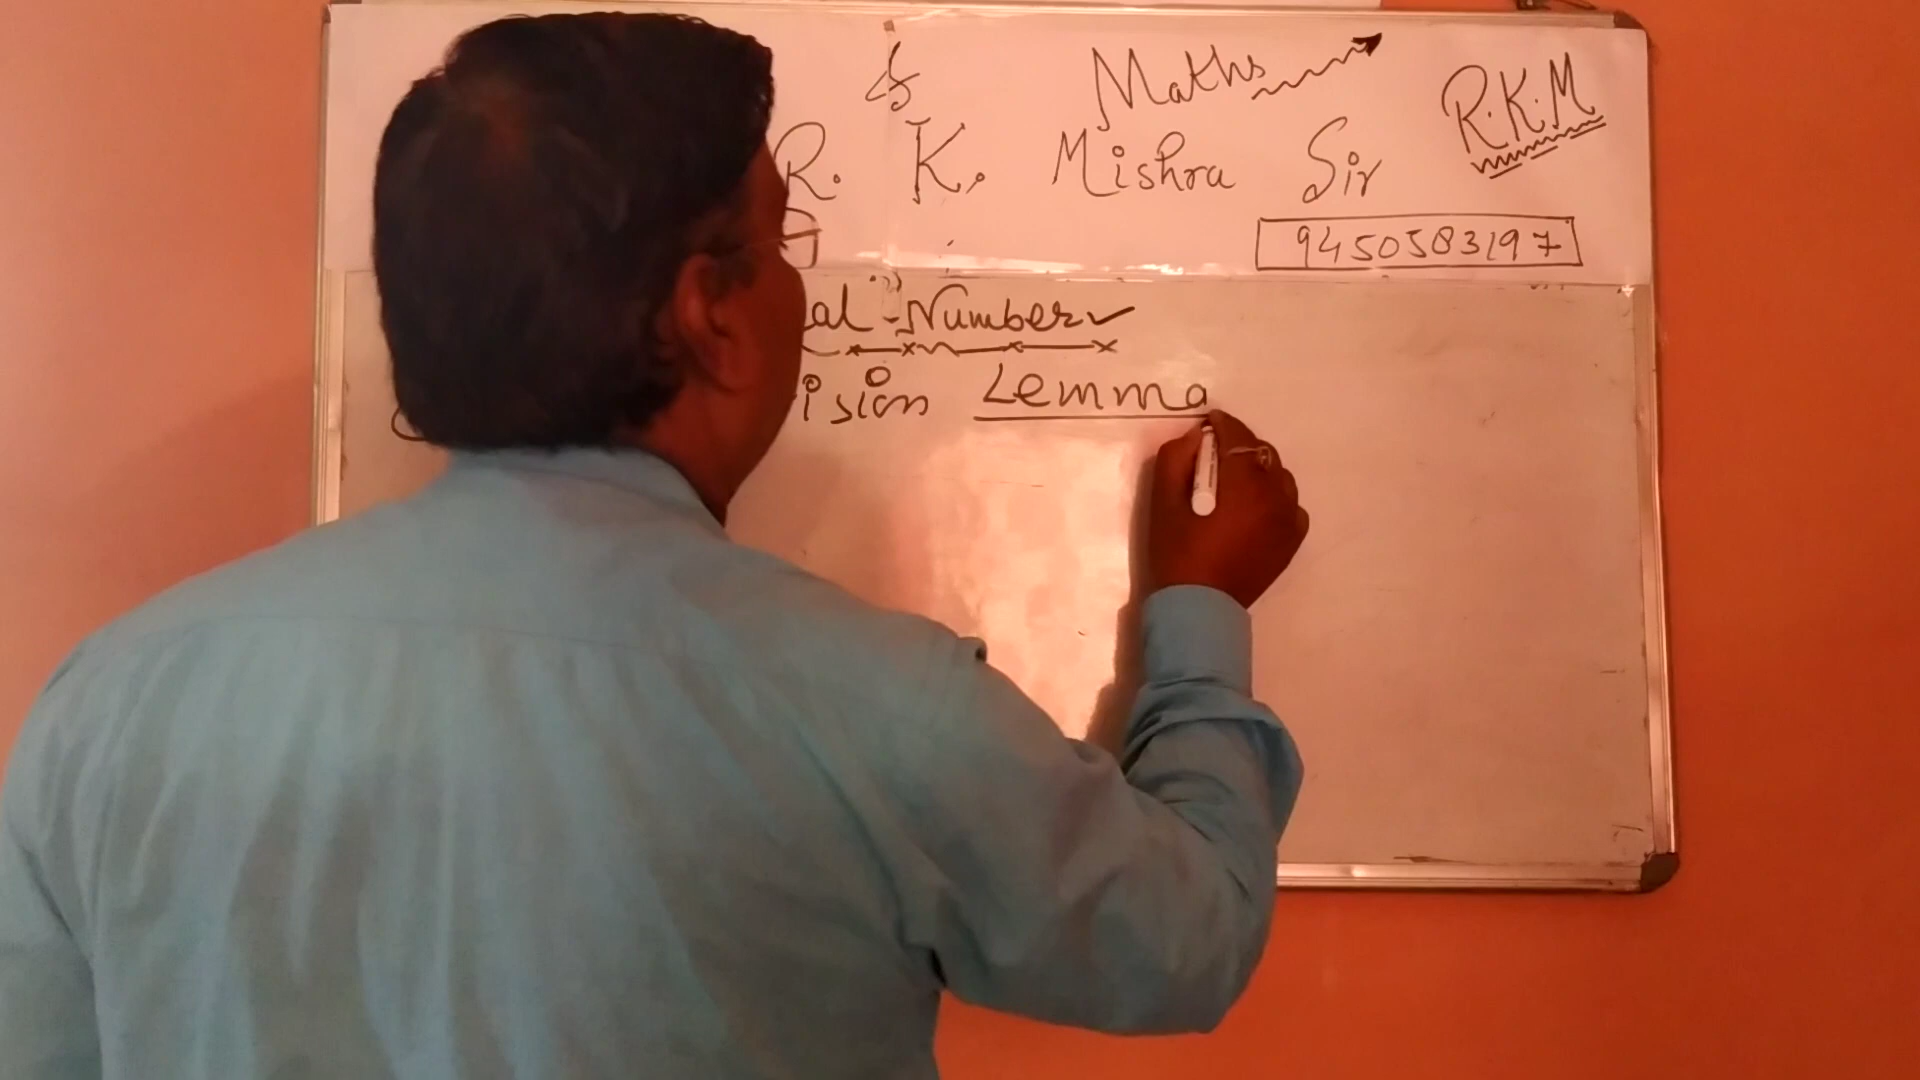 & Maths
R.K.M
R. K. Mishra Sir
9450583197
al Number
ision Lemma